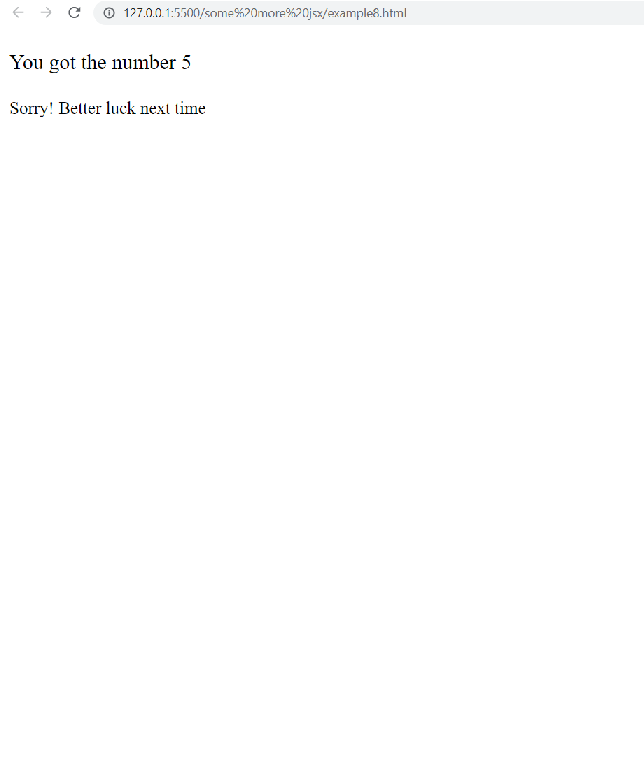 127.0.0.1:5500/some%20more%20jsx/example8.html
You got the number 5
Sorry! Better luck next time